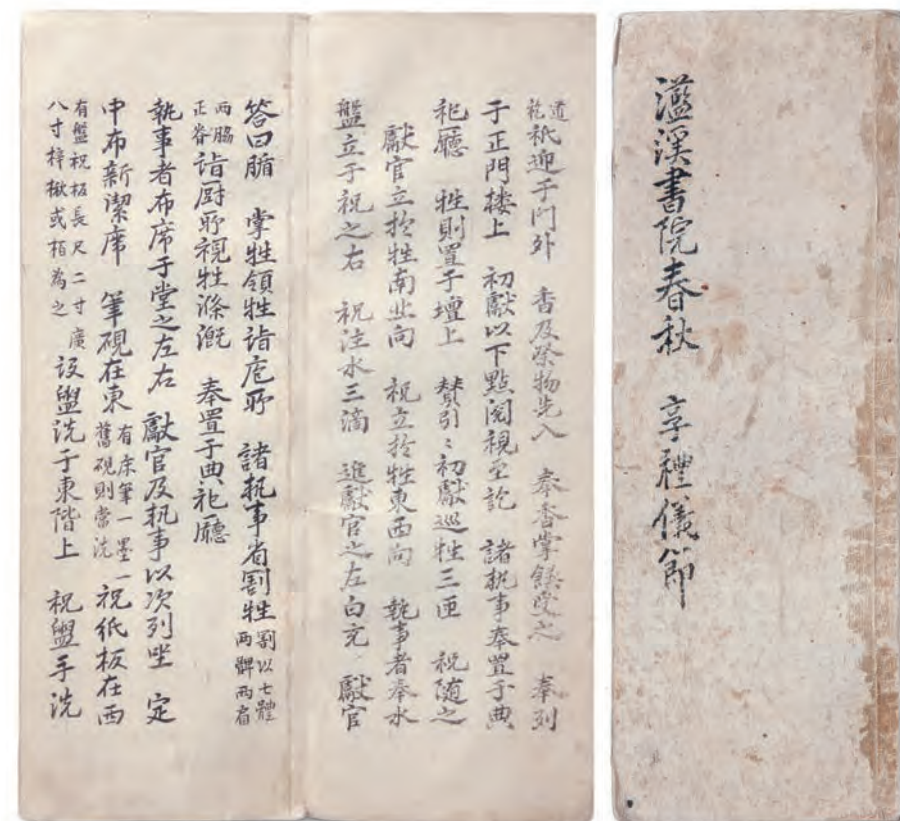 灆溪書院春秋 享禮儀節
道袍祇迎于門外 香及祭物先入 奉香掌饌受之 奉列
于正門樓上 初獻以下點閱視至訖 諸執事奉置于典
祀廳 牲則置于壇上 贊引〻初獻巡牲三匝 祝随之
獻官立於牲南北向 祝立於牲東西向 執事者奉水
盤立于祝之右 祝注水三滴 進獻官之左白充 獻官
答曰腯 掌牲領牲詣庖所 諸執事省割牲 割以七體兩髀兩肩
兩脇正脊詣厨所視牲滌漑 奉置于典祀廳
執事者布席于堂之左右 獻官及執事以次列坐 定
中布新潔席 筆硯在東 有床筆一墨一舊硯則常洗 祝紙板在西
有盤祝板長尺二寸廣八寸梓楸或栢為之 設盥洗于東階上 祝盥手洗